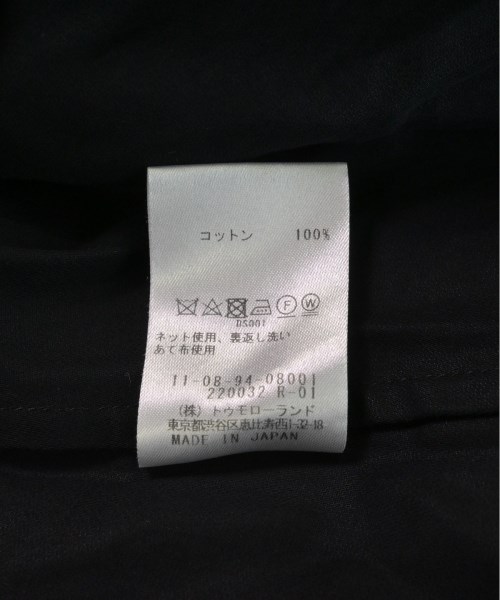 コットン 100%
F W
DS001
ネット使用、裏返し洗い
あて布使用
11-08-94-08001
220032 R-01
(株)トゥモローランド
東京都渋谷区恵比寿西1-32-18
MADE IN JAPAN